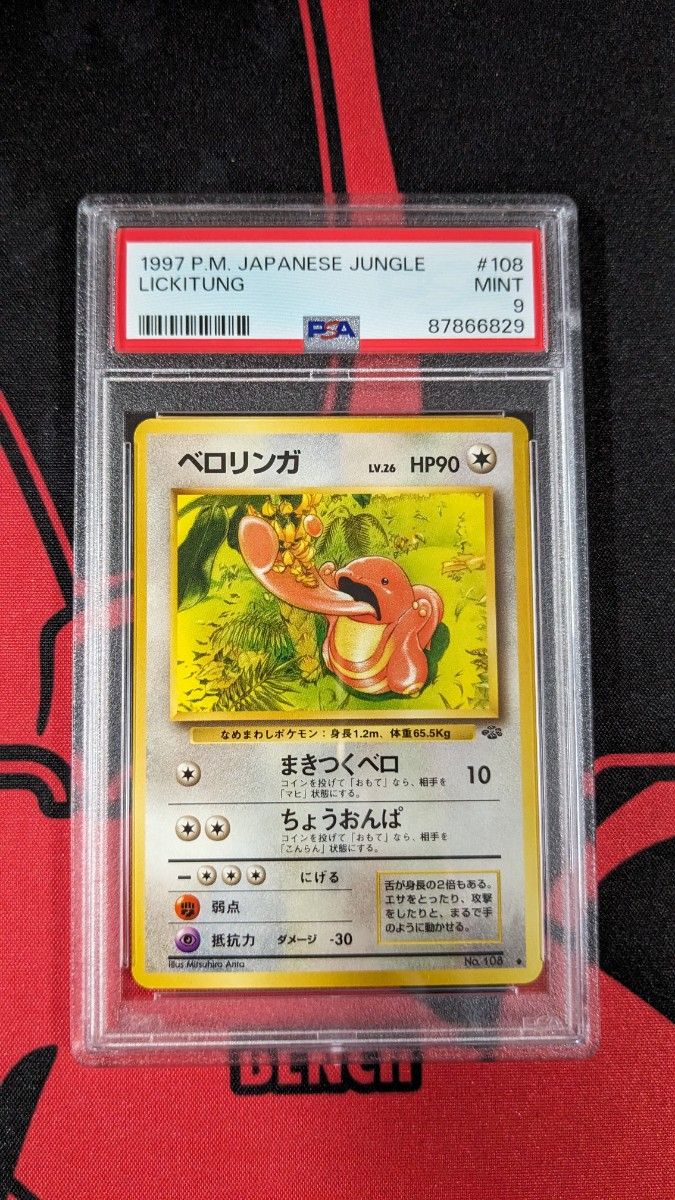 1997 P.M. JAPANESE JUNGLE #108
LICKITUNG MINT
9
PSA 87866829
ベロリンガ LV.26 HP90
なめまわしポケモン：身長1.2m、体重65.5Kg
まきつくベロ 10
コインを投げて「おもて」なら、相手を
「マヒ」状態にする。
ちょうおんぱ
コインを投げて「おもて」なら、相手を
「こんらん」状態にする。
にげる
弱点
抵抗力 ダメージ -30
舌が身長の2倍もある。
エサをとったり、攻撃
をしたりと、まるで手
のように動かせる。
Illus. Mitsuhiro Arita No. 108
BENCH